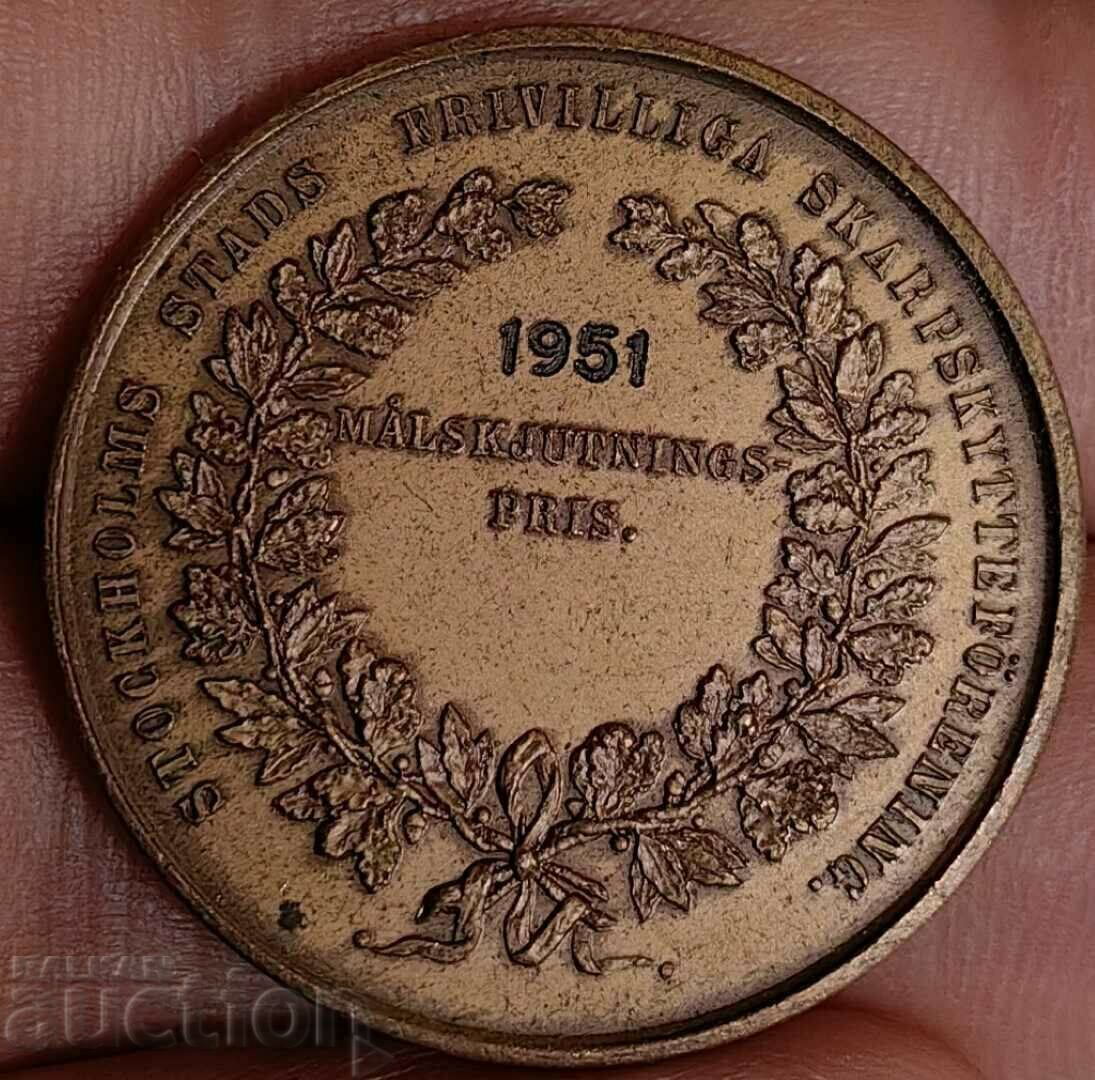 STOCKHOLMS STADS FRIVILLIGA SKARPSKYTTEFÖRENING.
1951
MÅLSKJUTNINGS-
PRIS.
auction